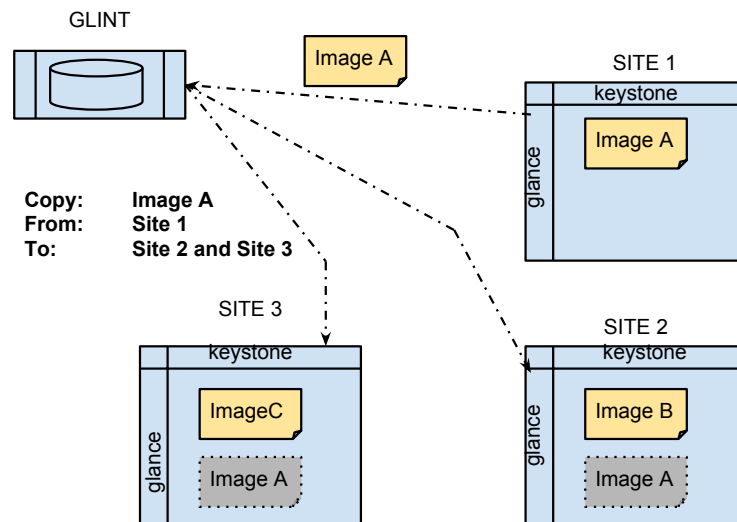 GLINT
Image A
SITE 1
keystone
glance
Image A
Copy: Image A
From: Site 1
To: Site 2 and Site 3
SITE 3
keystone
glance
ImageC
Image A
SITE 2
keystone
glance
Image B
Image A